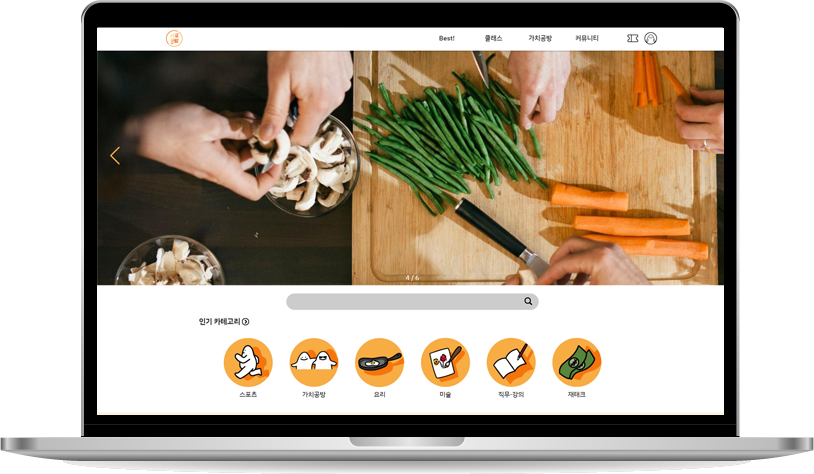 Best!
클래스
가치공방
커뮤니티
4 / 6
인기 카테고리
스포츠
가치공방
요리
미술
직무·강의
재테크